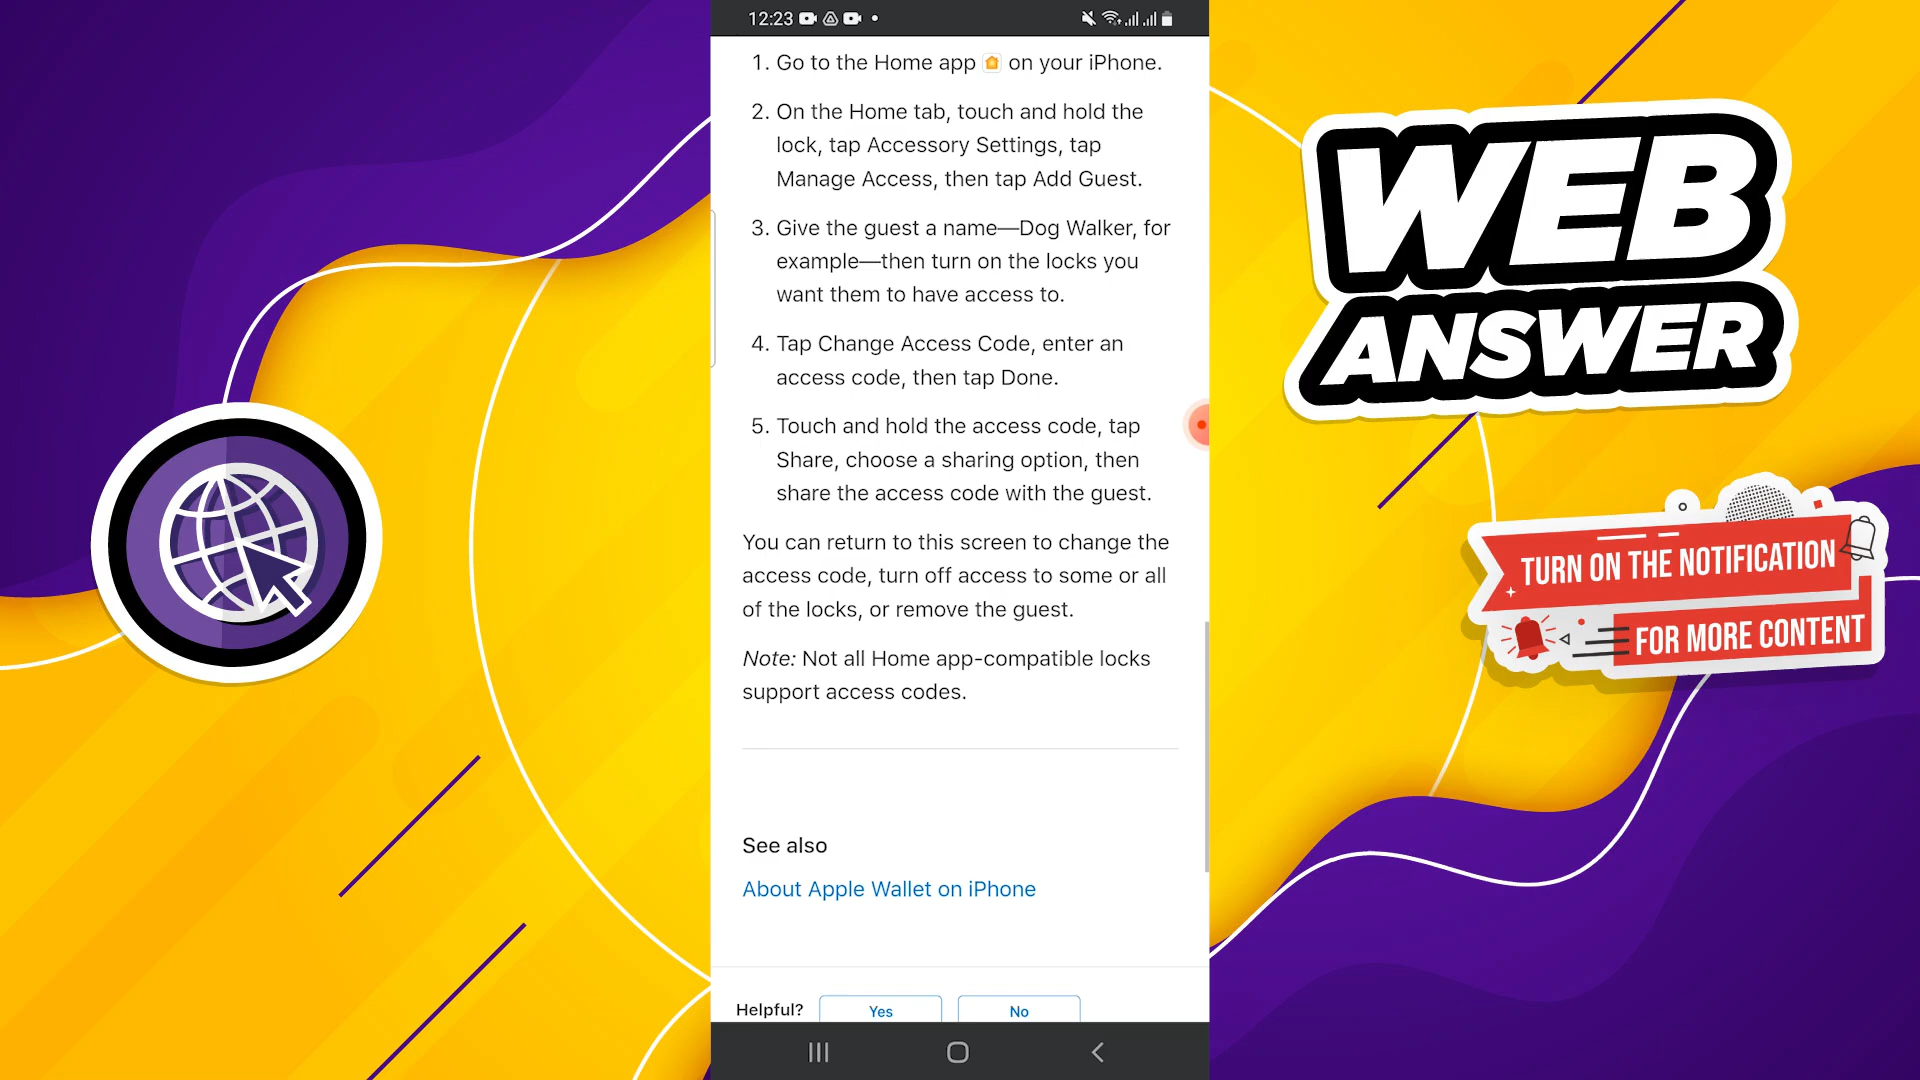 12:23
1. Go to the Home app on your iPhone.
2. On the Home tab, touch and hold the
lock, tap Accessory Settings, tap
Manage Access, then tap Add Guest.
3. Give the guest a name—Dog Walker, for
example—then turn on the locks you
want them to have access to.
4. Tap Change Access Code, enter an
access code, then tap Done.
5. Touch and hold the access code, tap
Share, choose a sharing option, then
share the access code with the guest.
You can return to this screen to change the
access code, turn off access to some or all
of the locks, or remove the guest.
Note: Not all Home app-compatible locks
support access codes.
See also
About Apple Wallet on iPhone
Helpful?
Yes
No
WEB
ANSWER
TURN ON THE NOTIFICATION
FOR MORE CONTENT